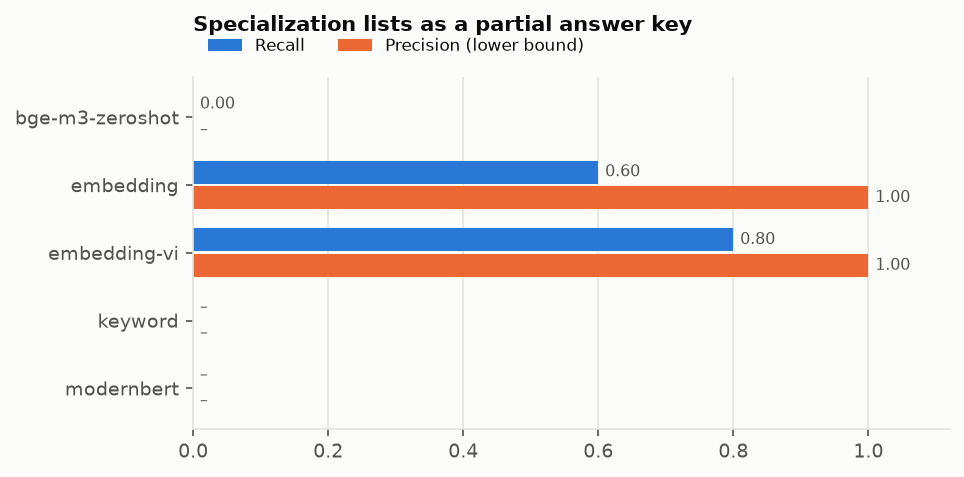 Specialization lists as a partial answer key
Recall Precision (lower bound)
bge-m3-zeroshot 0.00
–
embedding 0.60
1.00
embedding-vi 0.80
1.00
keyword –
–
modernbert –
–
0.0 0.2 0.4 0.6 0.8 1.0